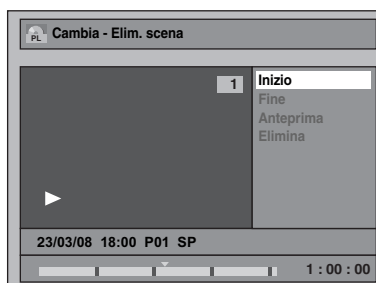 PL Cambia - Elim. scena
1
Inizio
Fine
Anteprima
Elimina
23/03/08 18:00 P01 SP
1 : 00 : 00